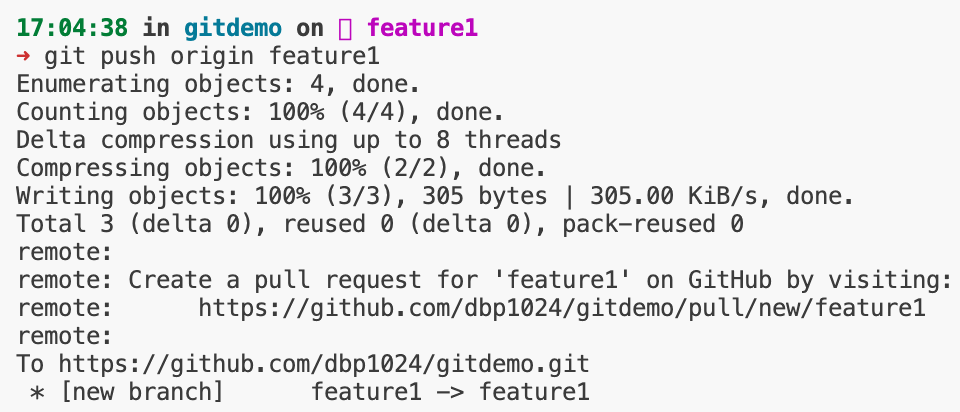 17:04:38 in gitdemo on feature1
→ git push origin feature1
Enumerating objects: 4, done.
Counting objects: 100% (4/4), done.
Delta compression using up to 8 threads
Compressing objects: 100% (2/2), done.
Writing objects: 100% (3/3), 305 bytes | 305.00 KiB/s, done.
Total 3 (delta 0), reused 0 (delta 0), pack-reused 0
remote:
remote: Create a pull request for 'feature1' on GitHub by visiting:
remote:      https://github.com/dbp1024/gitdemo/pull/new/feature1
remote:
To https://github.com/dbp1024/gitdemo.git
 * [new branch]      feature1 -> feature1